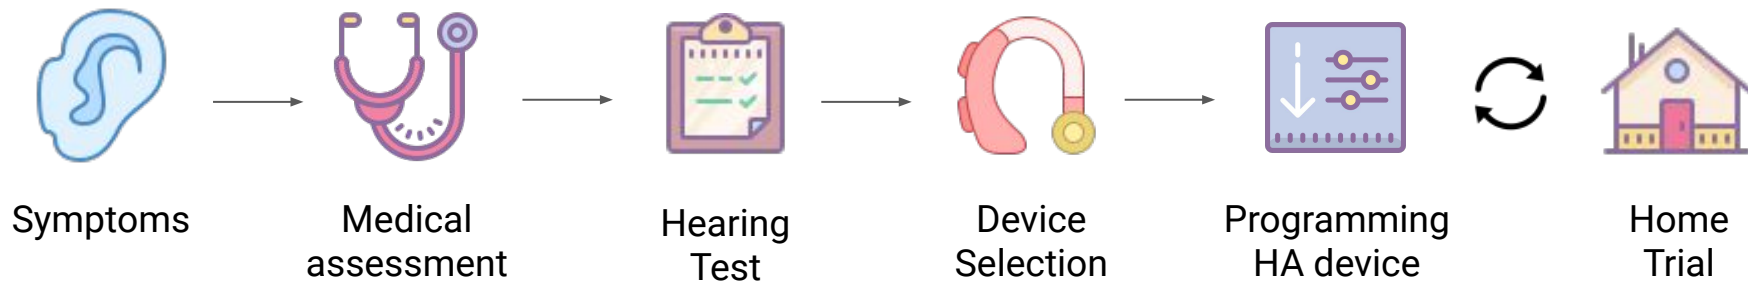 Symptoms
Medical
assessment
Hearing
Test
Device
Selection
Programming
HA device
Home
Trial